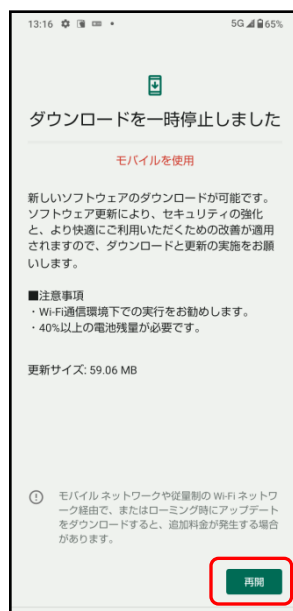 13:16 5G 65%
ダウンロードを一時停止しました
モバイルを使用
新しいソフトウェアのダウンロードが可能です。
ソフトウェア更新により、セキュリティの強化
と、より快適にご利用いただくための改善が適用
されますので、ダウンロードと更新の実施をお願
いします。
■注意事項
・Wi-Fi通信環境下での実行をお勧めします。
・40%以上の電池残量が必要です。
更新サイズ: 59.06 MB
モバイル ネットワークや従量制の Wi-Fi ネットワ
ーク経由で、またはローミング時にアップデート
をダウンロードすると、追加料金が発生する場合
があります。
再開